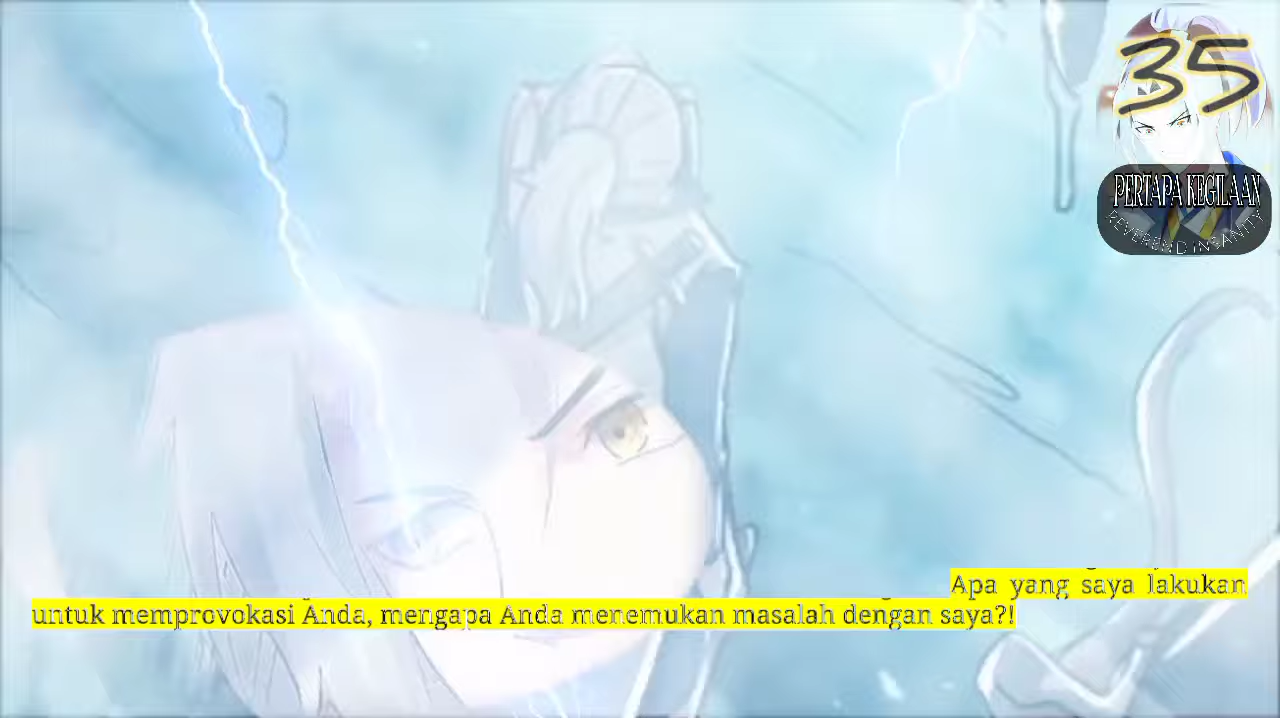 35
PERTAPA KEGILAAN
REVEREND INSANITY
Apa yang saya lakukan
untuk memprovokasi Anda, mengapa Anda menemukan masalah dengan saya?!